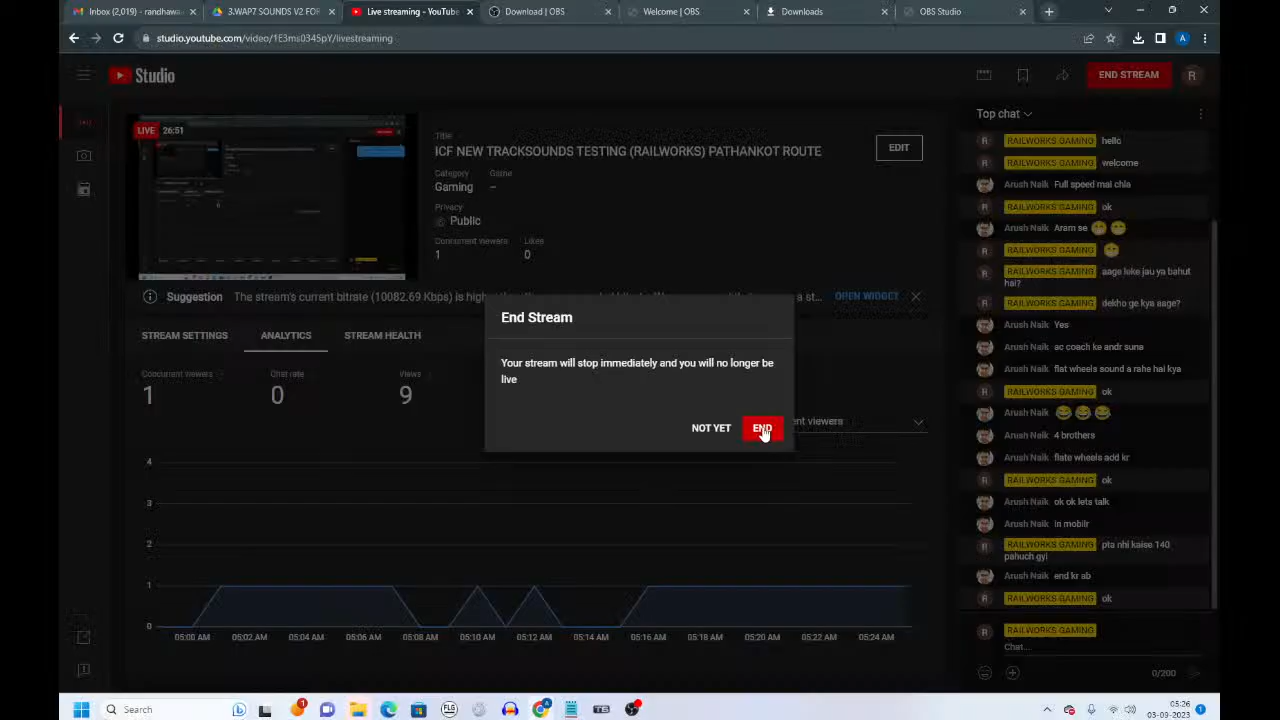 Inbox (2,019) - randhawa
3.WAP7 SOUNDS V2 FOR
Live streaming - YouTube
Download | OBS
Welcome | OBS
Downloads
OBS Studio
studio.youtube.com/video/1E3ms0345pY/livestreaming
A
Studio
END STREAM
R
LIVE 26:51
Title
ICF NEW TRACKSOUNDS TESTING (RAILWORKS) PATHANKOT ROUTE
EDIT
Category Game
Gaming –
Privacy
Public
Concurrent viewers Likes
1 0
Suggestion The stream's current bitrate (10082.69 Kbps) is
OPEN WIDGET
STREAM SETTINGS ANALYTICS STREAM HEALTH
Concurrent viewers Chat rate Views
1 0 9
ent viewers
End Stream
Your stream will stop immediately and you will no longer be
live
NOT YET END
4
3
2
1
0
05:00 AM 05:02 AM 05:04 AM 05:06 AM 05:08 AM 05:10 AM 05:12 AM 05:14 AM 05:16 AM 05:18 AM 05:20 AM 05:22 AM 05:24 AM
Top chat
RAILWORKS GAMING hello
RAILWORKS GAMING welcome
Arush Naik Full speed mai chla
RAILWORKS GAMING ok
Arush Naik Aram se 😁 😁
RAILWORKS GAMING 😁
RAILWORKS GAMING aage leke jau ya bahut
hai?
RAILWORKS GAMING dekho ge kya aage?
Arush Naik Yes
Arush Naik ac coach ke andr suna
Arush Naik flat wheels sound a rahe hai kya
RAILWORKS GAMING ok
Arush Naik 😂 😂 😂
Arush Naik 4 brothers
Arush Naik flate wheels add kr
RAILWORKS GAMING ok
Arush Naik ok ok lets talk
Arush Naik in mobilr
RAILWORKS GAMING pta nhi kaise 140
pahuch gyi
Arush Naik end kr ab
RAILWORKS GAMING ok
RAILWORKS GAMING
Chat...
0/200
Search
05:26
03-09-2023